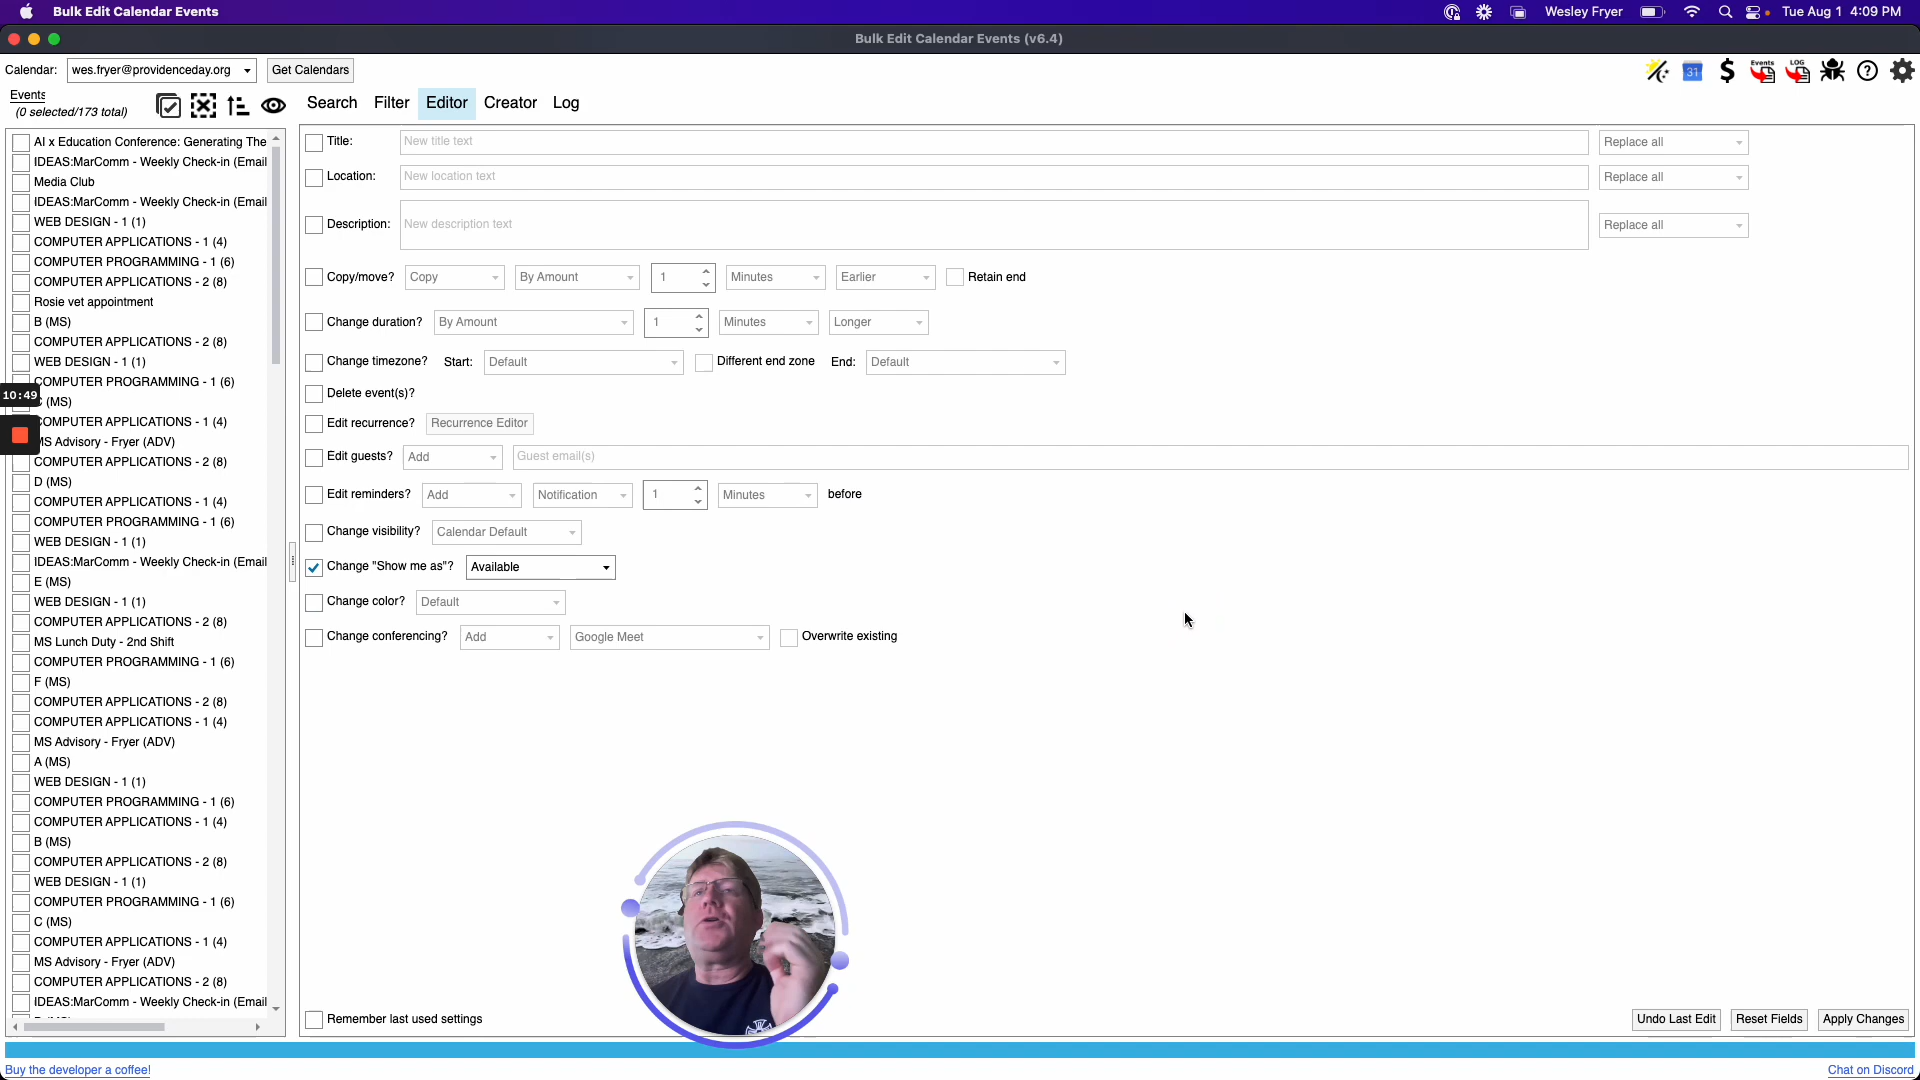 Bulk Edit Calendar Events
Wesley Fryer
Tue Aug 1 4:09 PM
Bulk Edit Calendar Events (v6.4)
Calendar: wes.fryer@providenceday.org Get Calendars
31 $ Events LOG ?
Events
(0 selected/173 total)
Search Filter Editor Creator Log
AI x Education Conference: Generating The
IDEAS:MarComm - Weekly Check-in (Email
Media Club
IDEAS:MarComm - Weekly Check-in (Email
WEB DESIGN - 1 (1)
COMPUTER APPLICATIONS - 1 (4)
COMPUTER PROGRAMMING - 1 (6)
COMPUTER APPLICATIONS - 2 (8)
Rosie vet appointment
B (MS)
COMPUTER APPLICATIONS - 2 (8)
WEB DESIGN - 1 (1)
COMPUTER PROGRAMMING - 1 (6)
10:49
(MS)
COMPUTER APPLICATIONS - 1 (4)
MS Advisory - Fryer (ADV)
COMPUTER APPLICATIONS - 2 (8)
D (MS)
COMPUTER APPLICATIONS - 1 (4)
COMPUTER PROGRAMMING - 1 (6)
WEB DESIGN - 1 (1)
IDEAS:MarComm - Weekly Check-in (Email
E (MS)
WEB DESIGN - 1 (1)
COMPUTER APPLICATIONS - 2 (8)
MS Lunch Duty - 2nd Shift
COMPUTER PROGRAMMING - 1 (6)
F (MS)
COMPUTER APPLICATIONS - 2 (8)
COMPUTER APPLICATIONS - 1 (4)
MS Advisory - Fryer (ADV)
A (MS)
WEB DESIGN - 1 (1)
COMPUTER PROGRAMMING - 1 (6)
COMPUTER APPLICATIONS - 1 (4)
B (MS)
COMPUTER APPLICATIONS - 2 (8)
WEB DESIGN - 1 (1)
COMPUTER PROGRAMMING - 1 (6)
C (MS)
COMPUTER APPLICATIONS - 1 (4)
MS Advisory - Fryer (ADV)
COMPUTER APPLICATIONS - 2 (8)
IDEAS:MarComm - Weekly Check-in (Email
Title: New title text Replace all
Location: New location text Replace all
Description: New description text Replace all
Copy/move? Copy By Amount 1 Minutes Earlier Retain end
Change duration? By Amount 1 Minutes Longer
Change timezone? Start: Default Different end zone End: Default
Delete event(s)?
Edit recurrence? Recurrence Editor
Edit guests? Add Guest email(s)
Edit reminders? Add Notification 1 Minutes before
Change visibility? Calendar Default
Change "Show me as"? Available
Change color? Default
Change conferencing? Add Google Meet Overwrite existing
Remember last used settings
Undo Last Edit Reset Fields Apply Changes
Buy the developer a coffee!
Chat on Discord